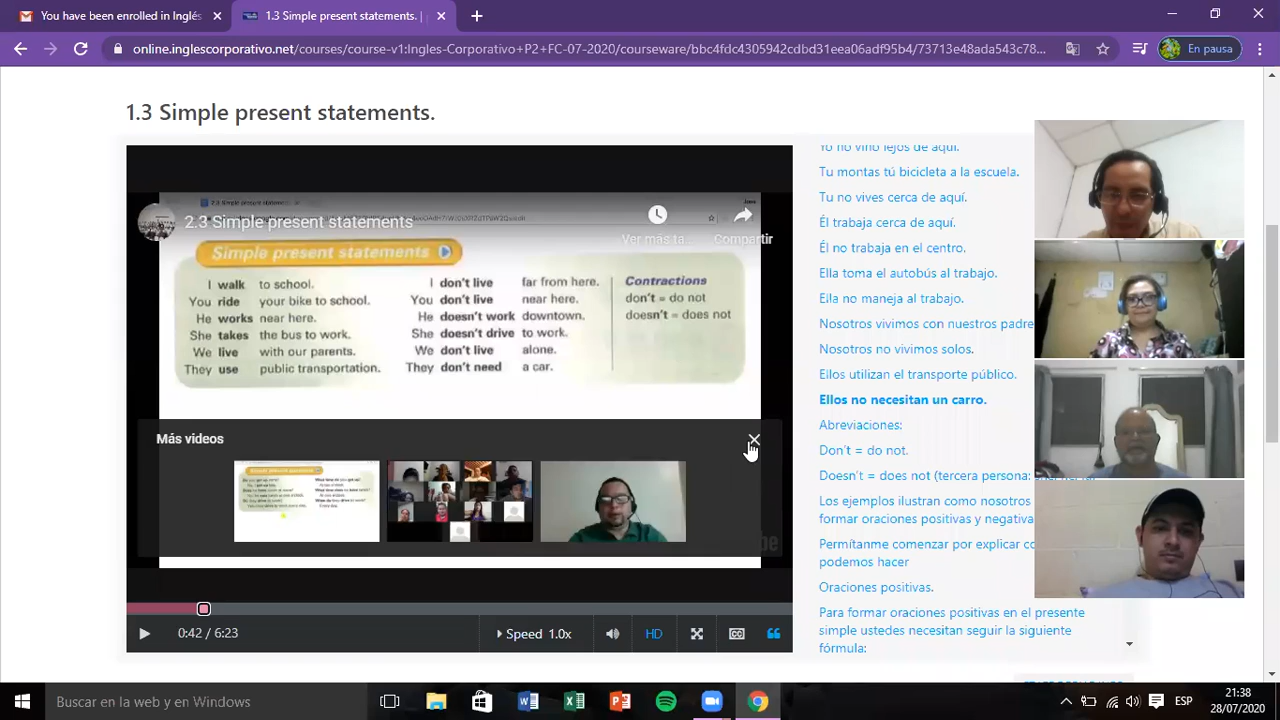 You have been enrolled in Inglés
1.3 Simple present statements. |
online.inglescorporativo.net/courses/course-v1:Ingles-Corporativo+P2+FC-07-2020/courseware/bbc4fdc4305942cdbd31eea06adf95b4/73713e48ada543c78...
En pausa
1.3 Simple present statements.
2.3 Simple present statements
Ver más ta...
Compartir
Simple present statements
I walk to school.
You ride your bike to school.
He works near here.
She takes the bus to work.
We live with our parents.
They use public transportation.
I don't live far from here.
You don't live near here.
He doesn't work downtown.
She doesn't drive to work.
We don't live alone.
They don't need a car.
Contractions
don't = do not
doesn't = does not
Más videos
0:42 / 6:23
Speed 1.0x
HD
Yo no vivo lejos de aquí.
Tu montas tú bicicleta a la escuela.
Tu no vives cerca de aquí.
Él trabaja cerca de aquí.
Él no trabaja en el centro.
Ella toma el autobús al trabajo.
Ella no maneja al trabajo.
Nosotros vivimos con nuestros padre
Nosotros no vivimos solos.
Ellos utilizan el transporte público.
Ellos no necesitan un carro.
Abreviaciones;
Don't = do not.
Doesn't = does not (tercera persona:
Los ejemplos ilustran como nosotros
formar oraciones positivas y negativa
Permítanme comenzar por explicar co
podemos hacer
Oraciones positivas.
Para formar oraciones positivas en el presente
simple ustedes necesitan seguir la siguiente
fórmula:
Buscar en la web y en Windows
ESP
21:38
28/07/2020